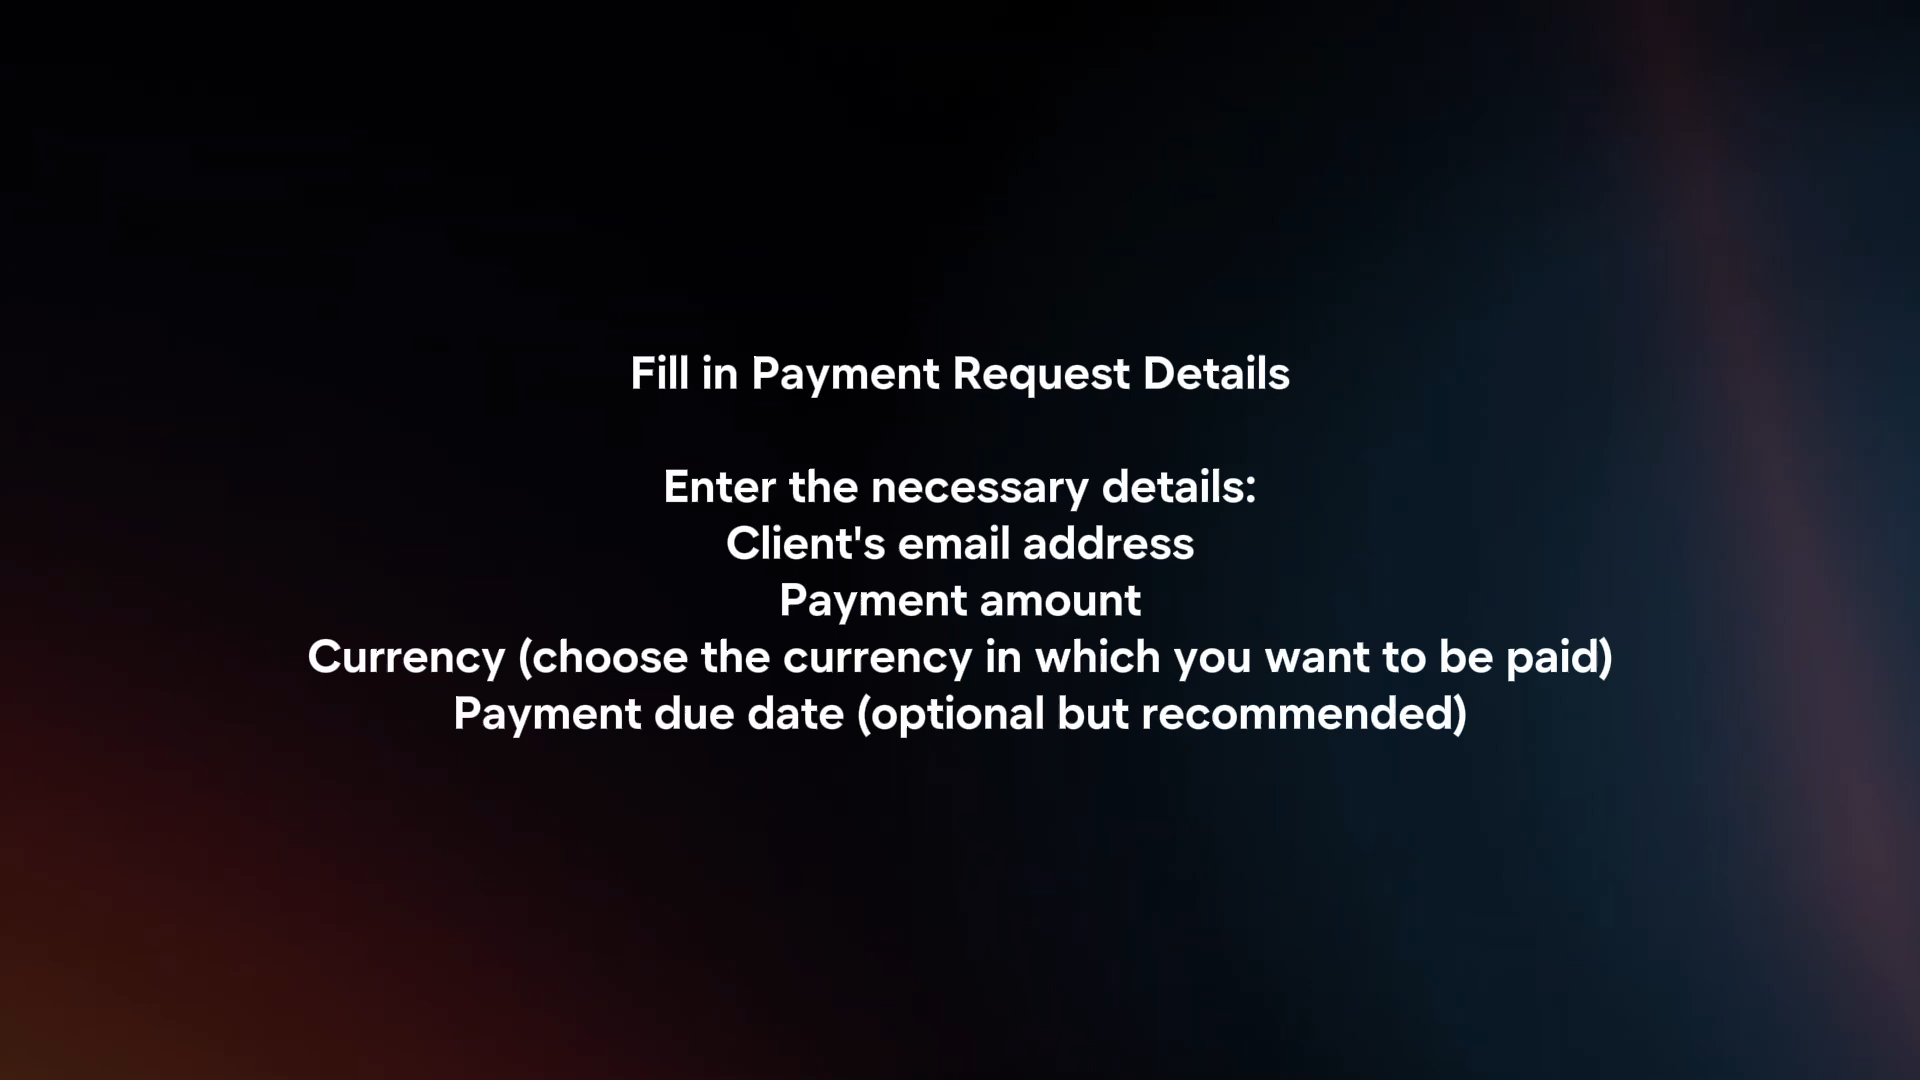 Fill in Payment Request Details
Enter the necessary details:
Client's email address
Payment amount
Currency (choose the currency in which you want to be paid)
Payment due date (optional but recommended)